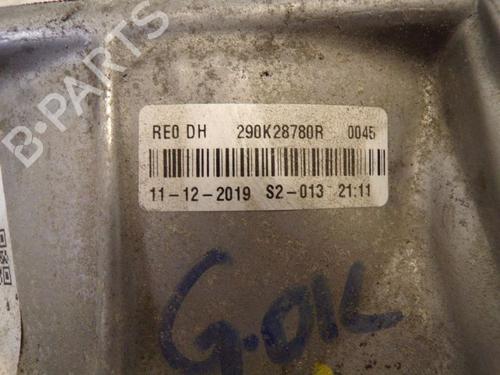 B-PARTS
RE0 DH 290K28780R 0045
11-12-2019 S2-013 21:11
G.OIL